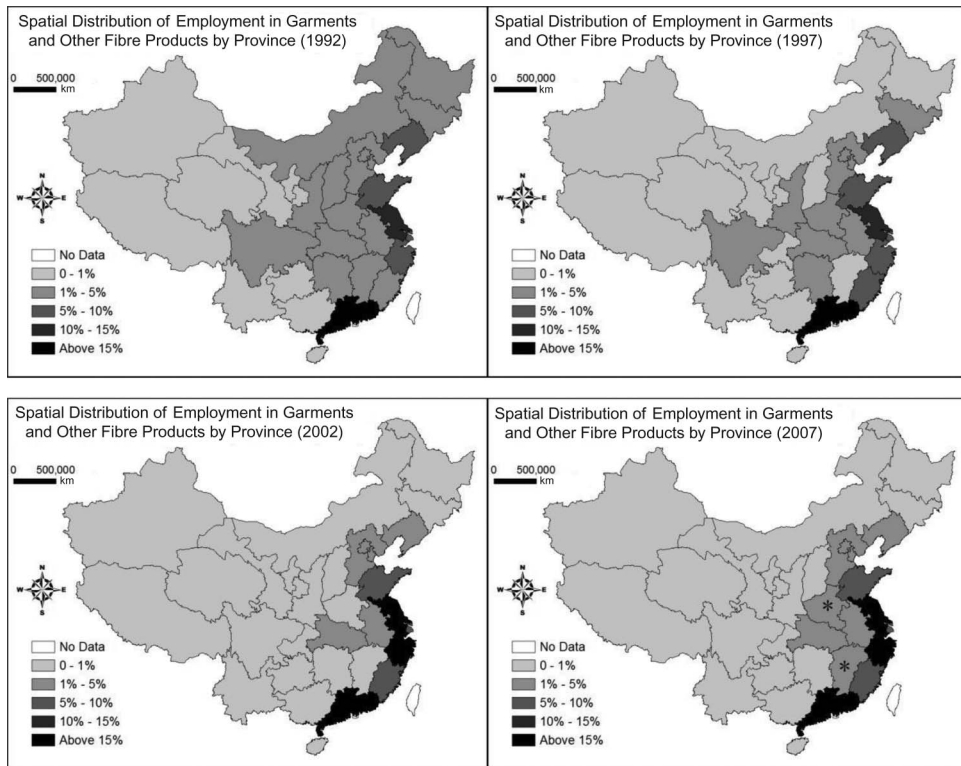 Spatial Distribution of Employment in Garments
and Other Fibre Products by Province (1992)
0 500,000
km
N
W E
S
No Data
0 - 1%
1% - 5%
5% - 10%
10% - 15%
Above 15%
Spatial Distribution of Employment in Garments
and Other Fibre Products by Province (1997)
0 500,000
km
N
W E
S
No Data
0 - 1%
1% - 5%
5% - 10%
10% - 15%
Above 15%
Spatial Distribution of Employment in Garments
and Other Fibre Products by Province (2002)
0 500,000
km
N
W E
S
No Data
0 - 1%
1% - 5%
5% - 10%
10% - 15%
Above 15%
Spatial Distribution of Employment in Garments
and Other Fibre Products by Province (2007)
0 500,000
km
N
W E
S
*
*
No Data
0 - 1%
1% - 5%
5% - 10%
10% - 15%
Above 15%